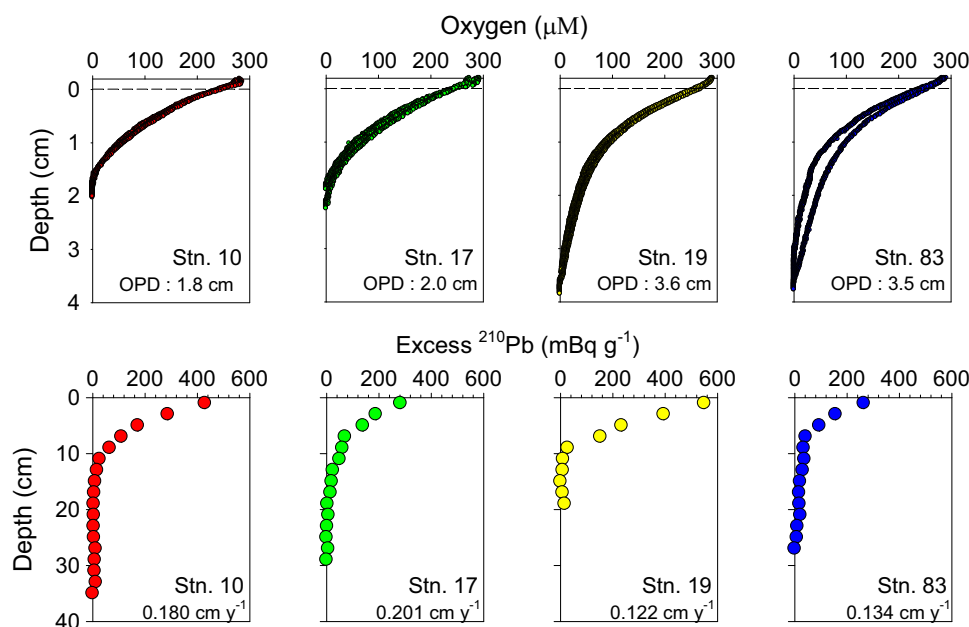 Oxygen (μM)
0 100 200 300 0 100 200 300 0 100 200 300 0 100 200 300
0
1
2
3
4
Depth (cm)
Stn. 10 Stn. 17 Stn. 19 Stn. 83
OPD : 1.8 cm OPD : 2.0 cm OPD : 3.6 cm OPD : 3.5 cm
Excess ²¹⁰Pb (mBq g⁻¹)
0 200 400 600 0 200 400 600 0 200 400 600 0 200 400 600
0
10
20
30
40
Depth (cm)
Stn. 10 Stn. 17 Stn. 19 Stn. 83
0.180 cm y⁻¹ 0.201 cm y⁻¹ 0.122 cm y⁻¹ 0.134 cm y⁻¹